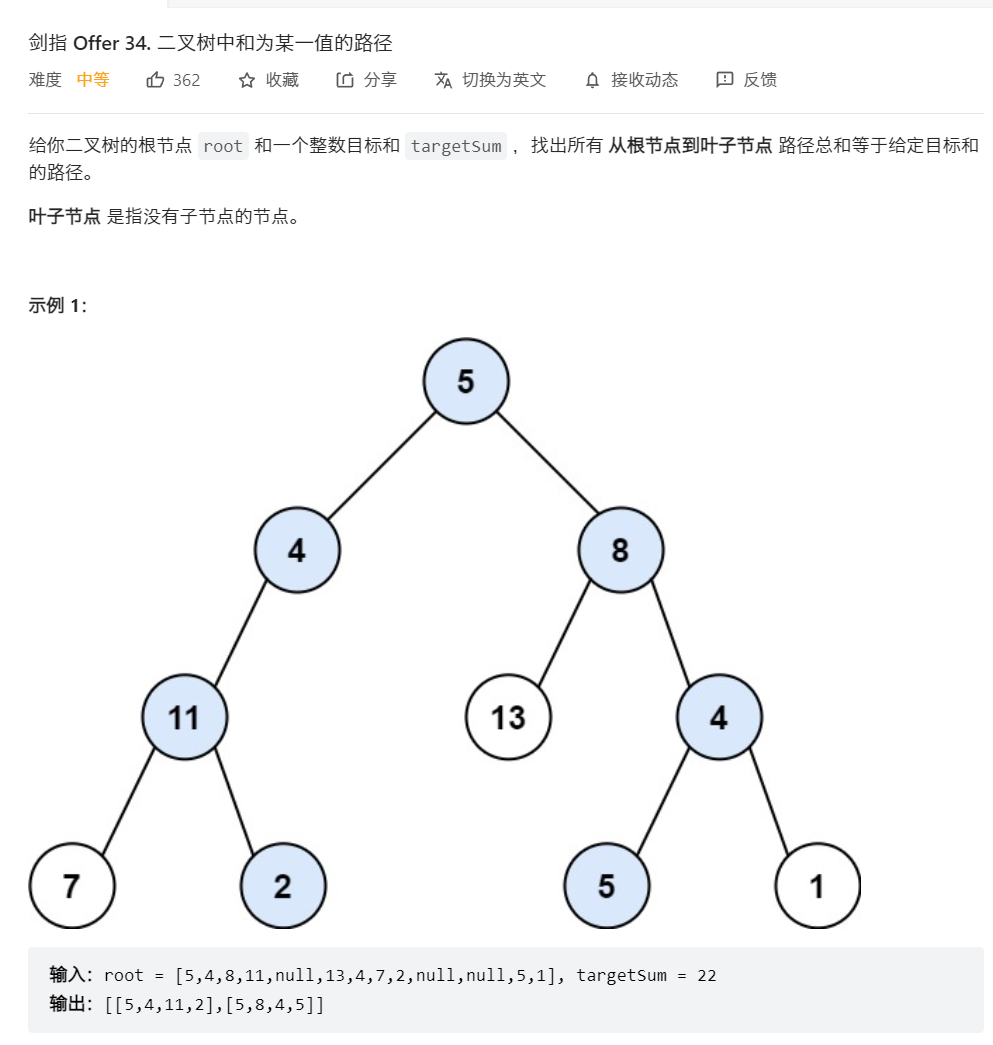 剑指 Offer 34. 二叉树中和为某一值的路径
难度 中等 362 收藏 分享 切换为英文 接收动态 反馈
给你二叉树的根节点 root 和一个整数目标和 targetSum ，找出所有 从根节点到叶子节点 路径总和等于给定目标和
的路径。
叶子节点 是指没有子节点的节点。
示例 1：
5
4 8
11 13 4
7 2 5 1
输入：root = [5,4,8,11,null,13,4,7,2,null,null,5,1], targetSum = 22
输出：[[5,4,11,2],[5,8,4,5]]